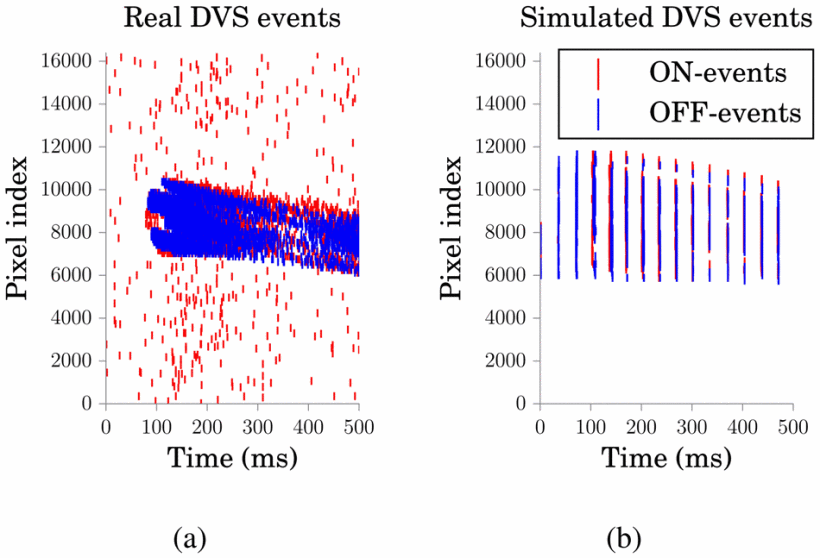 Real DVS events
Simulated DVS events
Pixel index
16000
14000
12000
10000
8000
6000
4000
2000
0
0 100 200 300 400 500
Time (ms)
(a)
Pixel index
16000
14000
12000
10000
8000
6000
4000
2000
0
ON-events
OFF-events
0 100 200 300 400 500
Time (ms)
(b)